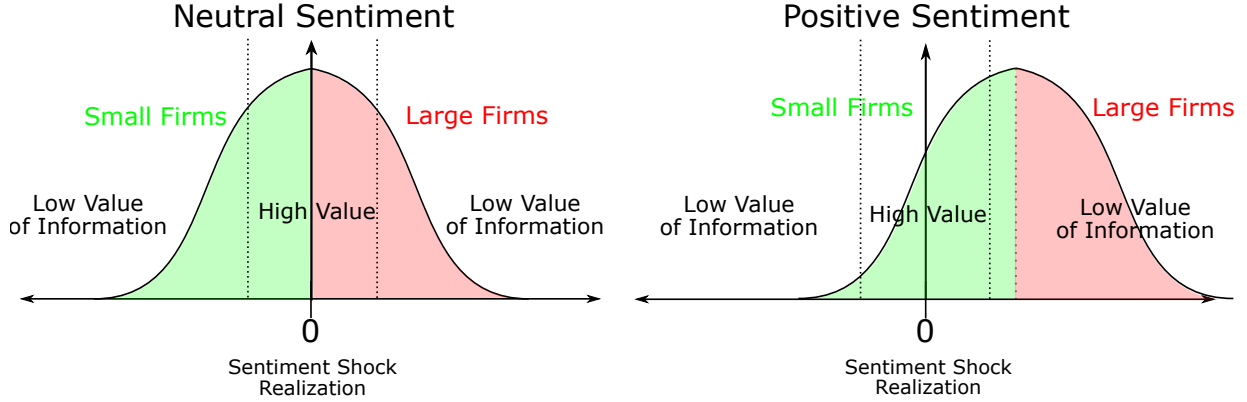 Neutral Sentiment
Small Firms
Large Firms
Low Value
of Information
High Value
Low Value
of Information
0
Sentiment Shock
Realization
Positive Sentiment
Small Firms
Large Firms
Low Value
of Information
High Value
Low Value
of Information
0
Sentiment Shock
Realization